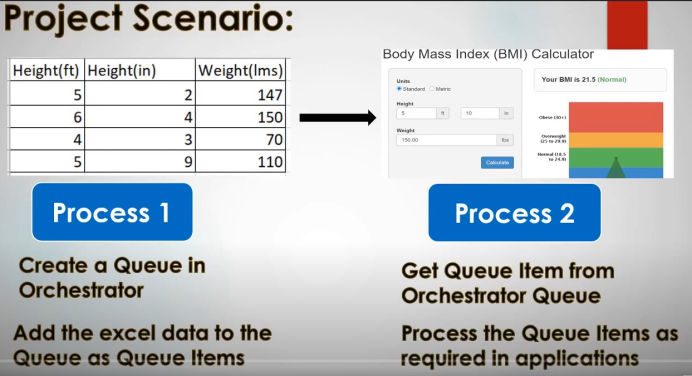 Project Scenario:
Height(ft) Height(in) Weight(lms)
5 2 147
6 4 150
4 3 70
5 9 110
Body Mass Index (BMI) Calculator
Units
Standard Metric
Height
5 ft 10 in
Weight
150.00 lbs
Calculate
Your BMI is 21.5 (Normal)
Obese (30+)
Overweight
(25 to 29.9)
Normal (18.5
to 24.9)
Process 1
Create a Queue in
Orchestrator
Add the excel data to the
Queue as Queue Items
Process 2
Get Queue Item from
Orchestrator Queue
Process the Queue Items as
required in applications